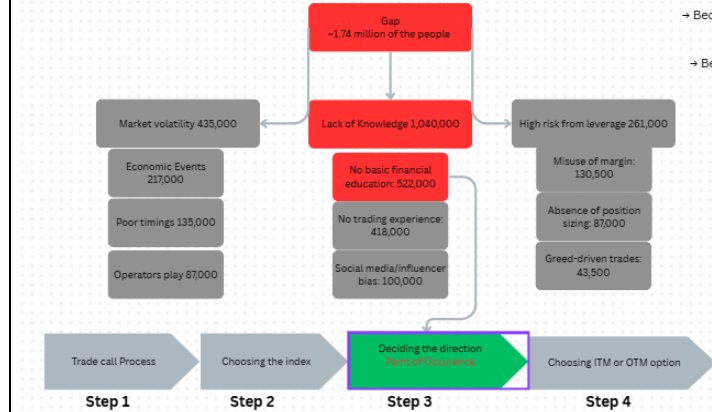 Gap
~1.74 million of the people
→ Bec
→ Be
Market volatility 435,000
Lack of Knowledge 1,040,000
High risk from leverage 261,000
Economic Events
217,000
No basic financial
education: 522,000
Misuse of margin:
130,500
Poor timings 135,000
No trading experience:
418,000
Absence of position
sizing: 87,000
Operators play 87,000
Social media/influencer
bias: 100,000
Greed-driven trades:
43,500
Trade call Process
Choosing the index
Deciding the direction
Point of Occurence
Choosing ITM or OTM option
Step 1
Step 2
Step 3
Step 4